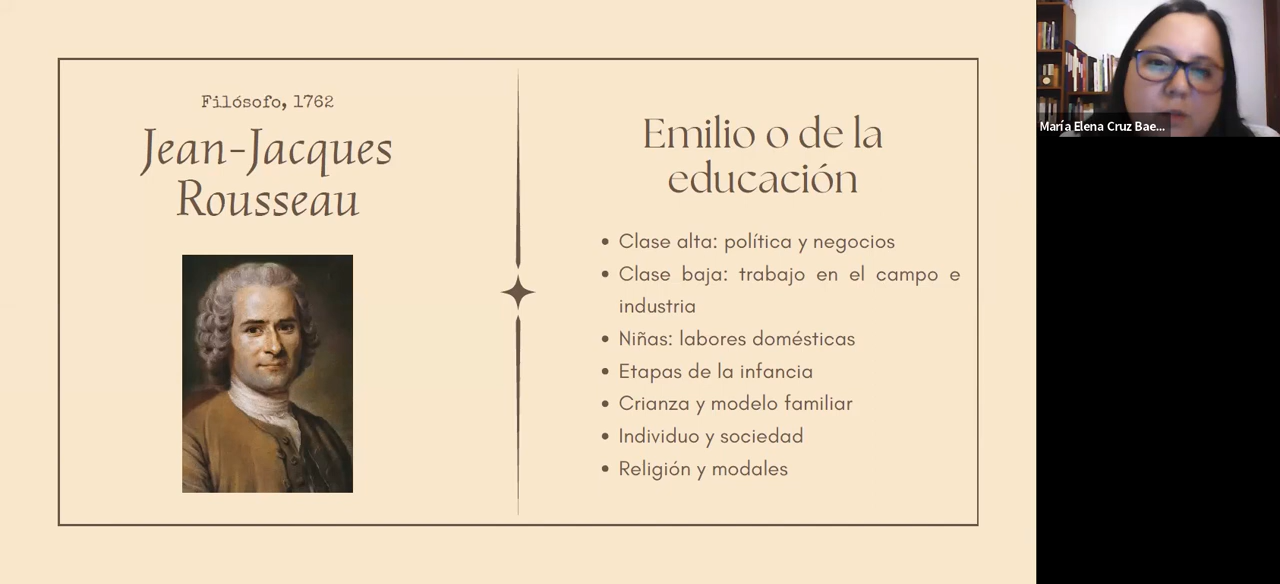 Filósofo, 1762
Jean-Jacques
Rousseau
Emilio o de la
educación
• Clase alta: política y negocios
• Clase baja: trabajo en el campo e
industria
• Niñas: labores domésticas
• Etapas de la infancia
• Crianza y modelo familiar
• Individuo y sociedad
• Religión y modales
María Elena Cruz Bae...